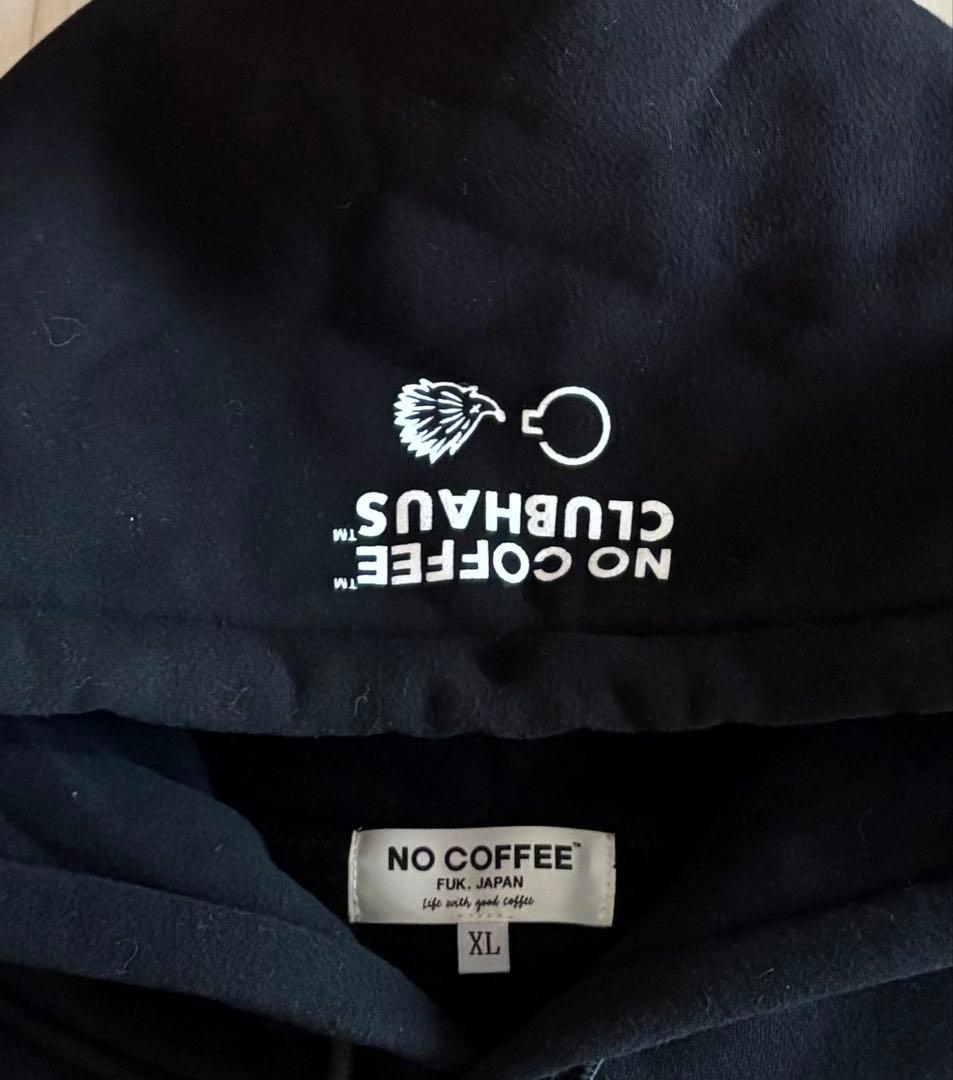 NO COFFEE™
CLUBHAUS™
NO COFFEE™
FUK. JAPAN
Life with good coffee
XL